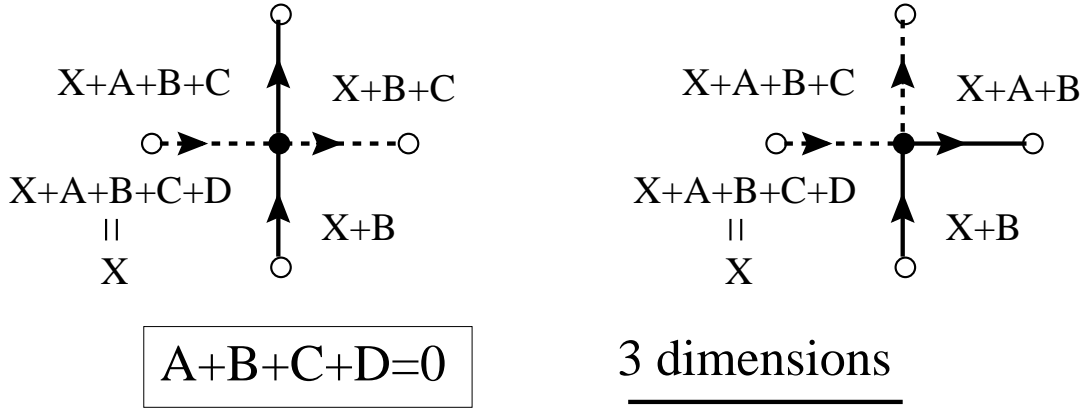 X+A+B+C
X+B+C
X+A+B+C+D
=
X
X+B
A+B+C+D=0
X+A+B+C
X+A+B
X+A+B+C+D
=
X
X+B
3 dimensions